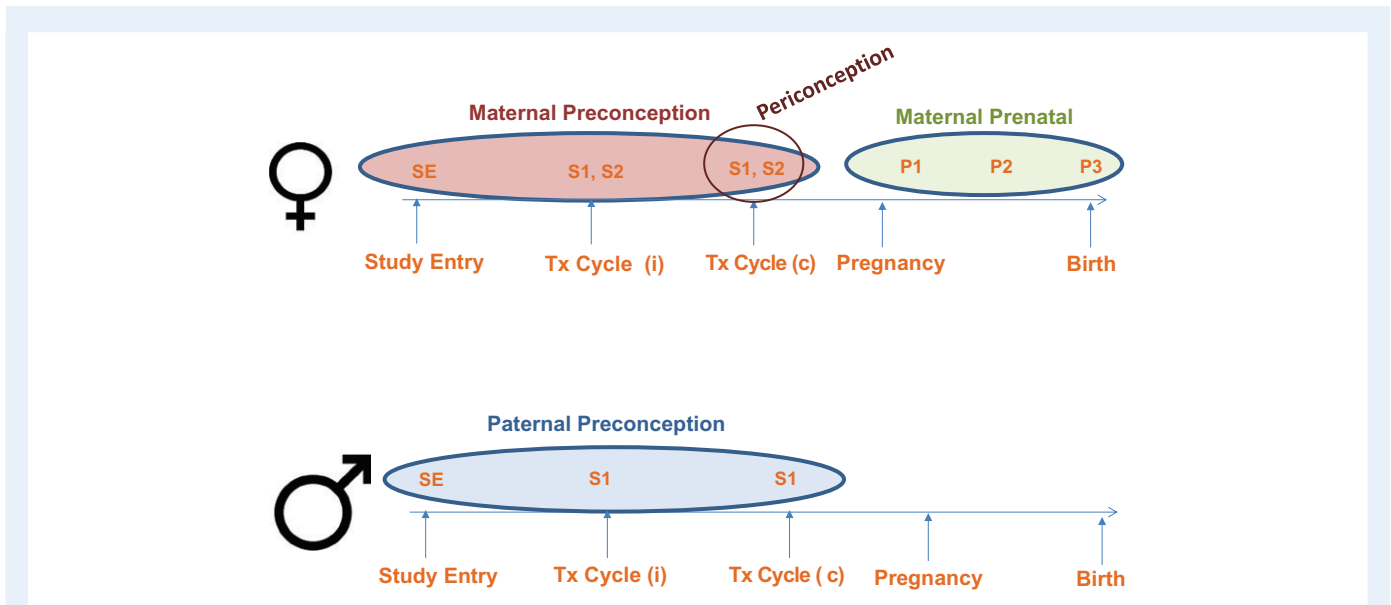 Periconception
Maternal Preconception
Maternal Prenatal
SE
S1, S2
S1, S2
P1
P2
P3
Study Entry
Tx Cycle (i)
Tx Cycle (c)
Pregnancy
Birth
Paternal Preconception
SE
S1
S1
Study Entry
Tx Cycle (i)
Tx Cycle ( c)
Pregnancy
Birth